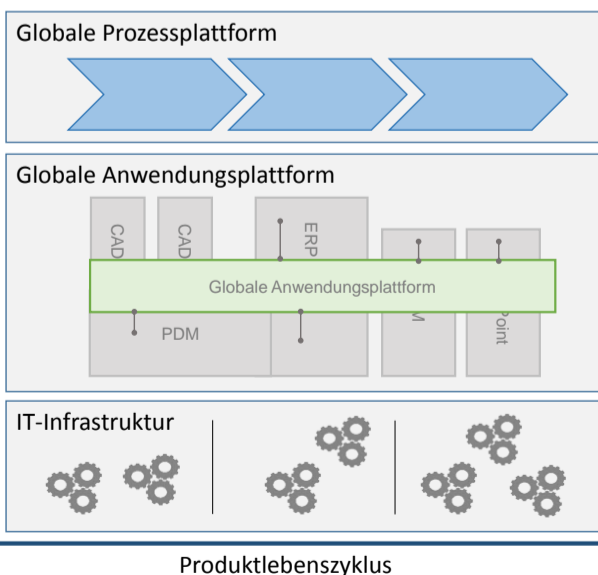 Globale Prozessplattform
Globale Anwendungsplattform
CAD
CAD
ERP
Globale Anwendungsplattform
PDM
M
Point
IT-Infrastruktur
Produktlebenszyklus